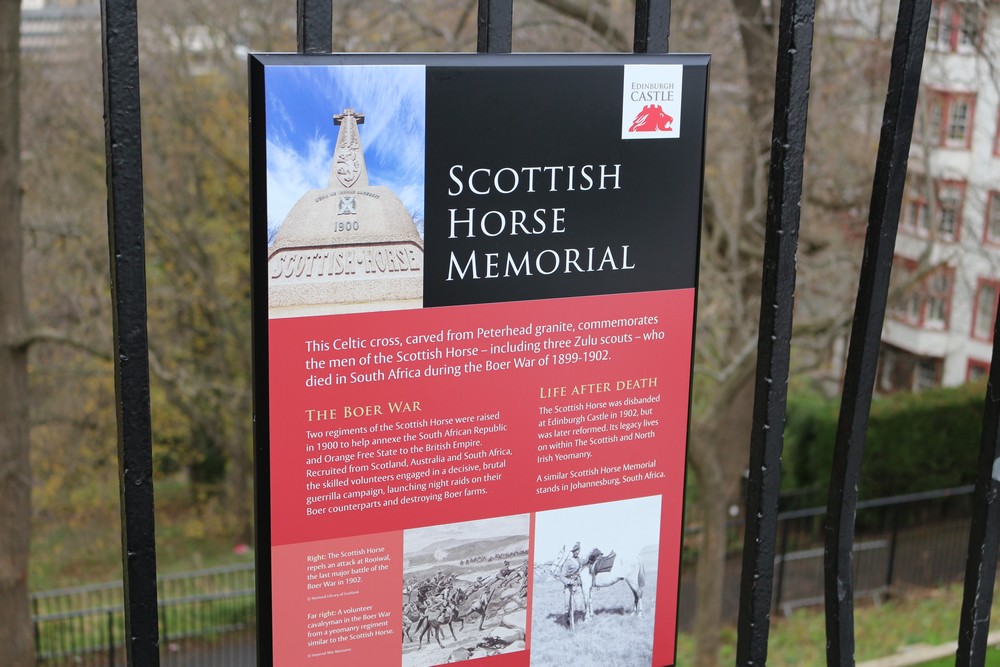 EDINBURGH
CASTLE
1900
SCOTTISH·HORSE
SCOTTISH
HORSE
MEMORIAL
This Celtic cross, carved from Peterhead granite, commemorates
the men of the Scottish Horse – including three Zulu scouts – who
died in South Africa during the Boer War of 1899-1902.
THE BOER WAR
Two regiments of the Scottish Horse were raised
in 1900 to help annexe the South African Republic
and Orange Free State to the British Empire.
Recruited from Scotland, Australia and South Africa,
the skilled volunteers engaged in a decisive, brutal
guerrilla campaign, launching night raids on their
Boer counterparts and destroying Boer farms.
LIFE AFTER DEATH
The Scottish Horse was disbanded
at Edinburgh Castle in 1902, but
was later reformed. Its legacy lives
on within The Scottish and North
Irish Yeomanry.
A similar Scottish Horse Memorial
stands in Johannesburg, South Africa.
Right: The Scottish Horse
repels an attack at Rooiwal,
the last major battle of the
Boer War in 1902.
© National Library of Scotland
Far right: A volunteer
cavalryman in the Boer War
from a yeomanry regiment
similar to the Scottish Horse.
© Imperial War Museums